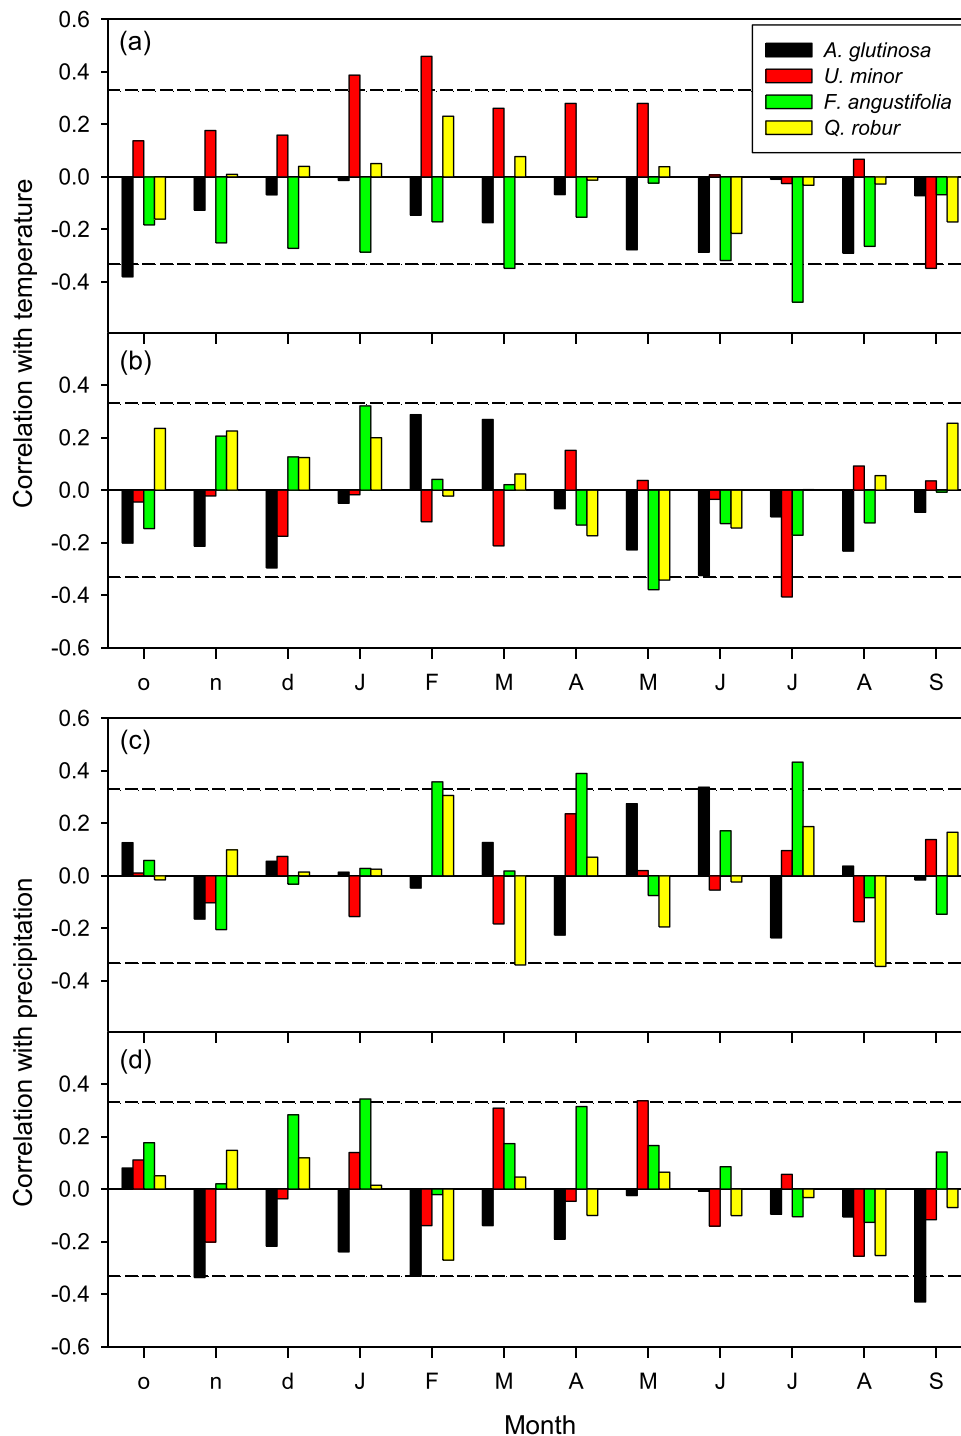 0.6
(a)
A. glutinosa
U. minor
F. angustifolia
Q. robur
0.4
0.2
0.0
-0.2
-0.4
Correlation with temperature
(b)
0.4
0.2
0.0
-0.2
-0.4
-0.6
o n d J F M A M J J A S
0.6
(c)
0.4
0.2
0.0
-0.2
-0.4
Correlation with precipitation
(d)
0.4
0.2
0.0
-0.2
-0.4
-0.6
o n d J F M A M J J A S
Month